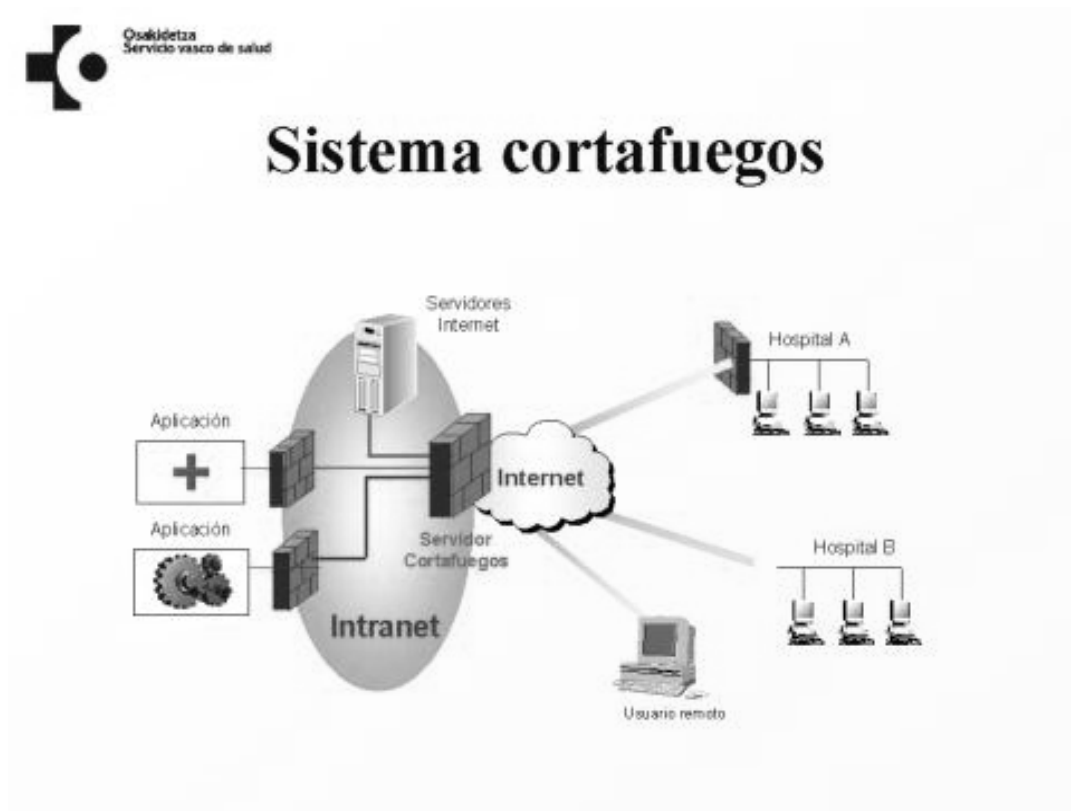 Osakidetza
Servicio vasco de salud
Sistema cortafuegos
Servidores
Internet
Hospital A
Aplicación
Internet
Aplicación
Servidor
Cortafuegos
Hospital B
Intranet
Usuario remoto